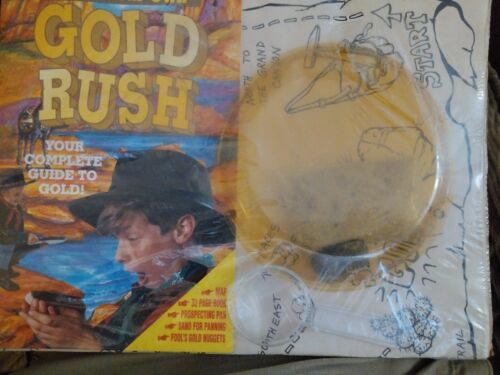 GOLD
RUSH
YOUR
COMPLETE
GUIDE TO
GOLD!
MAP
32 PAGE BOOK
PROSPECTING PAN
SAND FOR PANNING
FOOL'S GOLD NUGGETS
NORTH TO
THE GRAND
CANYON
START
SOUTHEAST
TRAIL